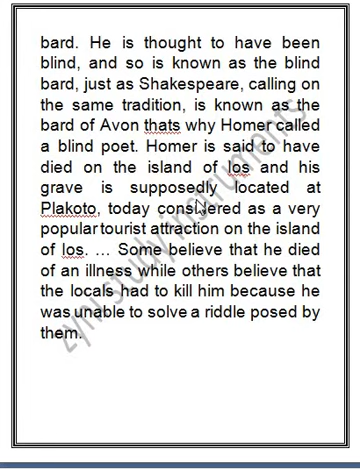 bard. He is thought to have been
blind, and so is known as the blind
bard, just as Shakespeare, calling on
the same tradition, is known as the
bard of Avon thats why Homer called
a blind poet. Homer is said to have
died on the island of Ios and his
grave is supposedly located at
Plakoto, today considered as a very
popular tourist attraction on the island
of Ios. ... Some believe that he died
of an illness while others believe that
the locals had to kill him because he
was unable to solve a riddle posed by
them.